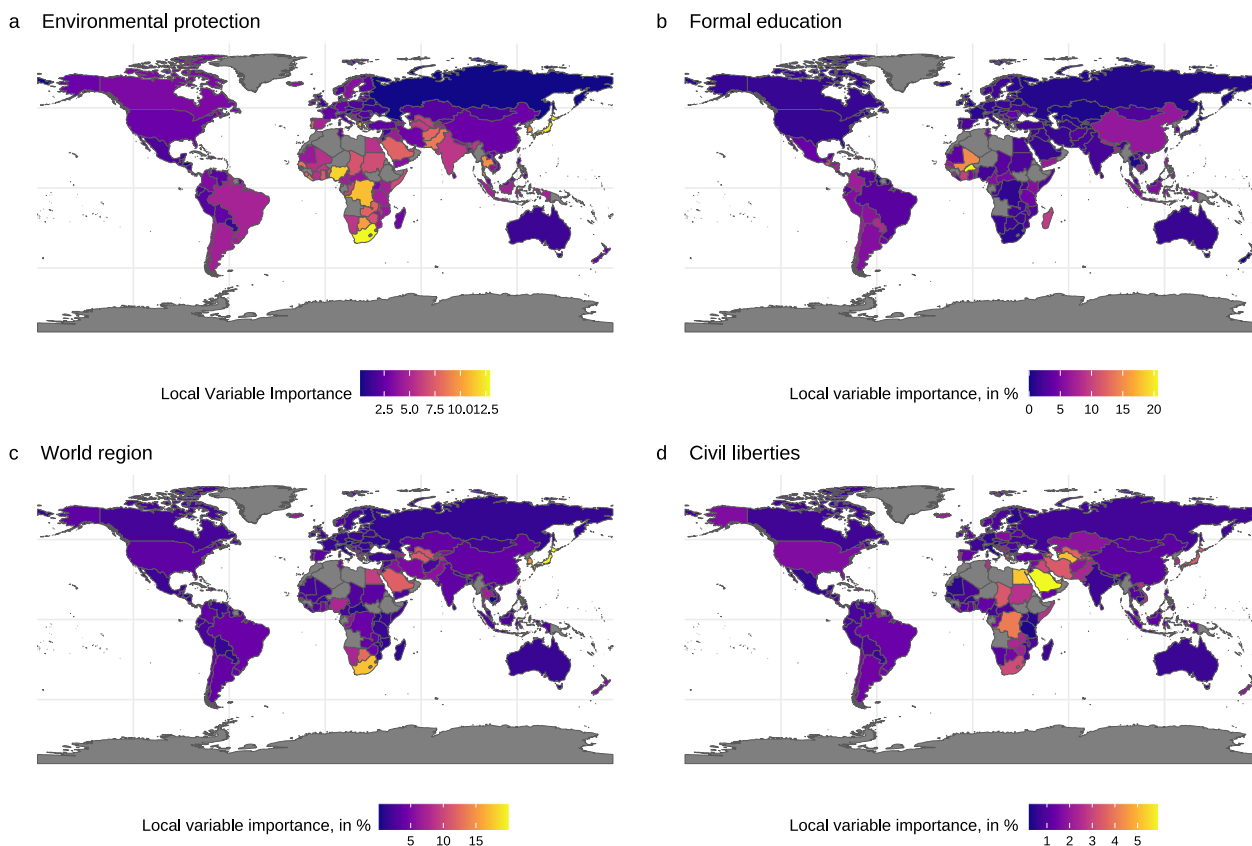 a Environmental protection
b Formal education
Local Variable Importance
2.5 5.0 7.5 10.0 12.5
Local variable importance, in %
0 5 10 15 20
c World region
d Civil liberties
Local variable importance, in %
5 10 15
Local variable importance, in %
1 2 3 4 5